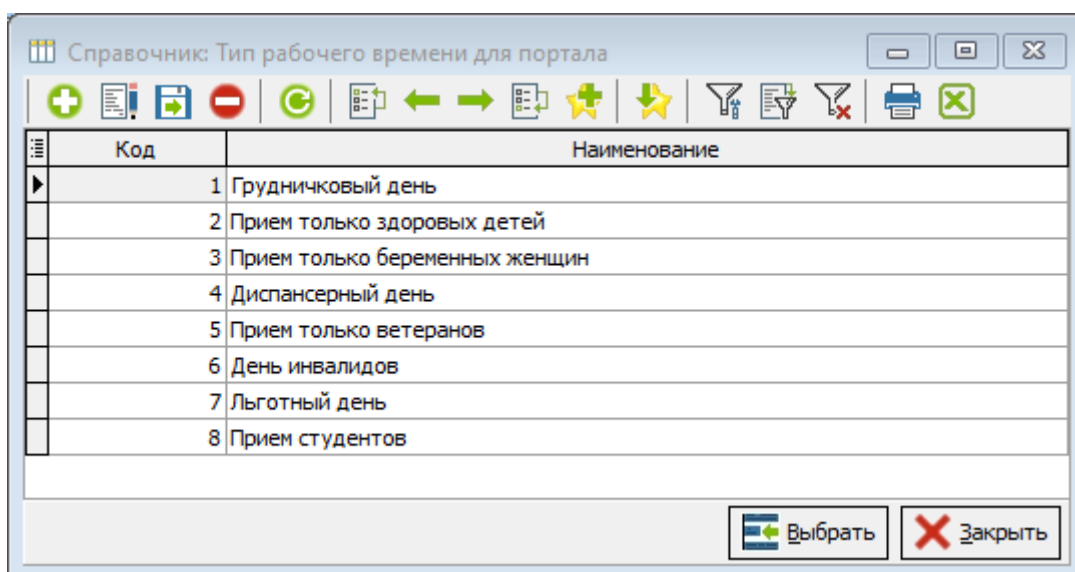 Справочник: Тип рабочего времени для портала
Код Наименование
1 Грудничковый день
2 Прием только здоровых детей
3 Прием только беременных женщин
4 Диспансерный день
5 Прием только ветеранов
6 День инвалидов
7 Льготный день
8 Прием студентов
Выбрать Закрыть